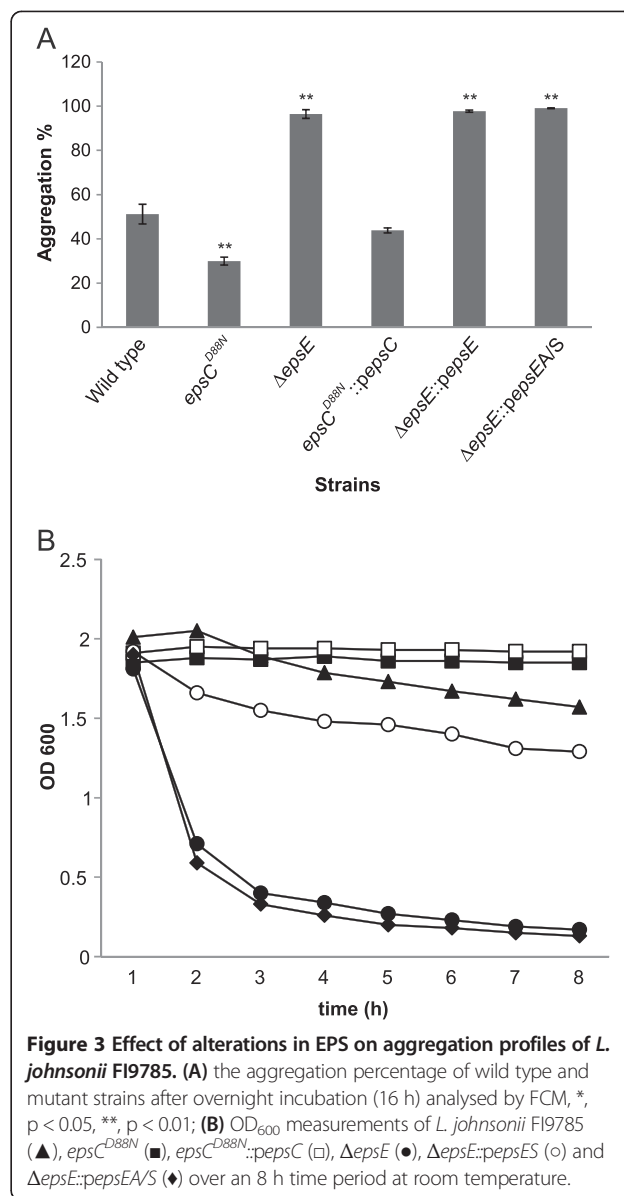 A
120
100
80
60
40
20
0
Aggregation %
**
**
**
**
Wild type
epsC^D88N
ΔepsE
epsC^D88N::pepsC
ΔepsE::pepsE
ΔepsE::pepsEA/S
Strains
B
2.5
2
1.5
1
0.5
0
OD 600
1 2 3 4 5 6 7 8
time (h)
Figure 3 Effect of alterations in EPS on aggregation profiles of L.
johnsonii FI9785. (A) the aggregation percentage of wild type and
mutant strains after overnight incubation (16 h) analysed by FCM, *,
p < 0.05, **, p < 0.01; (B) OD₆₀₀ measurements of L. johnsonii FI9785
(▲), epsC^D88N (■), epsC^D88N::pepsC (□), ΔepsE (●), ΔepsE::pepsES (○) and
ΔepsE::pepsEA/S (♦) over an 8 h time period at room temperature.